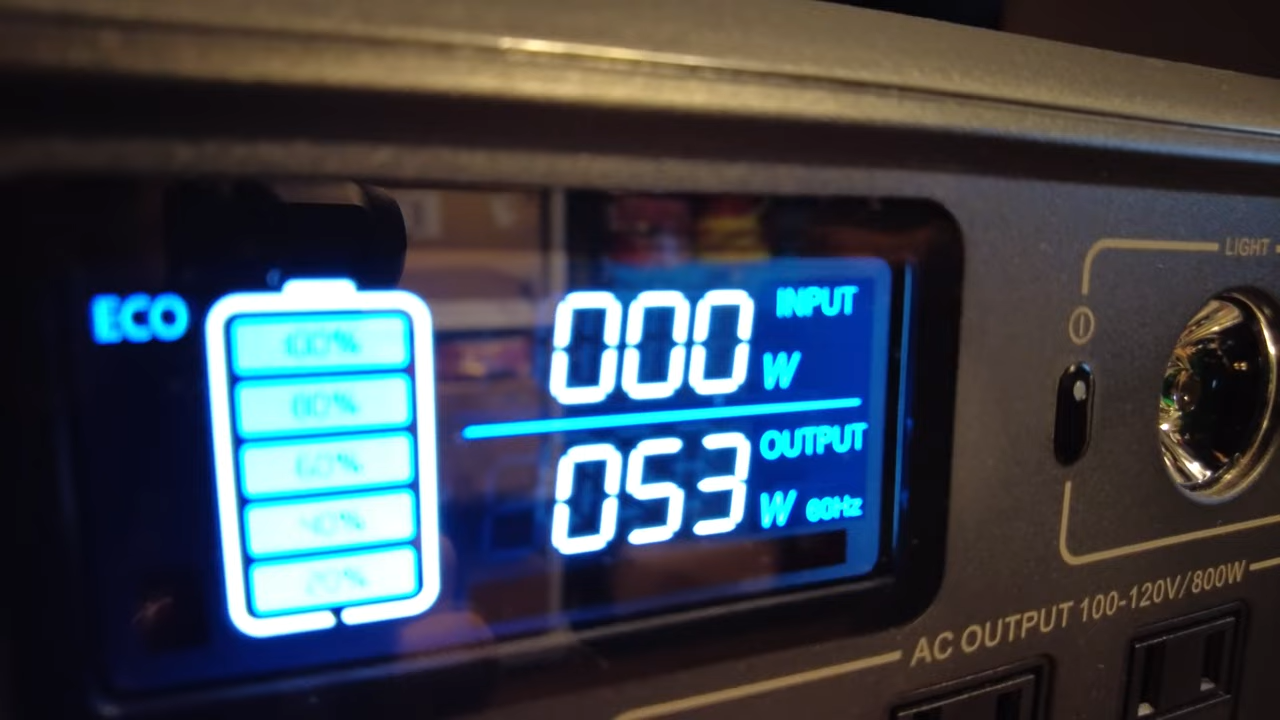 ECO
100%
80%
60%
40%
20%
000 INPUT
W
053 OUTPUT
W 60Hz
LIGHT
AC OUTPUT 100-120V/800W